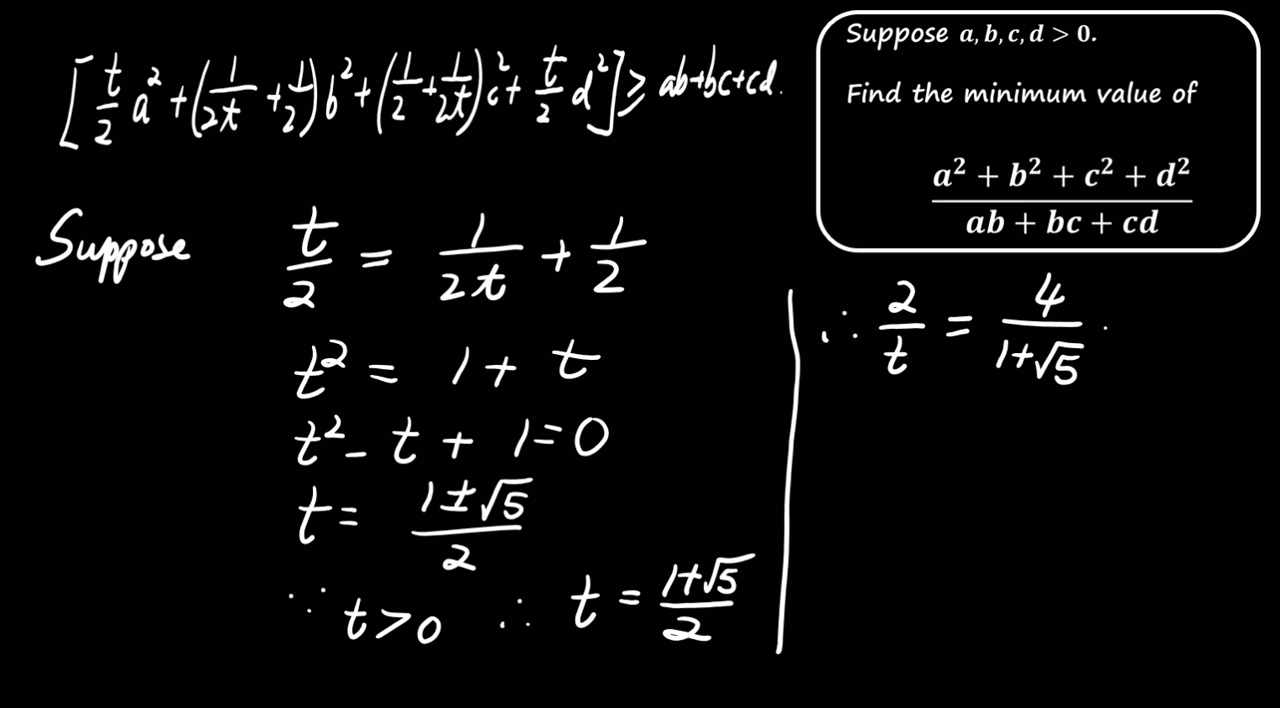 [t/2 a² + (1/2t + 1/2) b² + (1/2 + 1/2t) c² + t/2 d²] ≥ ab+bc+cd.
Suppose t/2 = 1/2t + 1/2
t² = 1 + t
t² - t + 1 = 0
t = (1±√5)/2
∵ t>0 ∴ t = (1+√5)/2
Suppose a, b, c, d > 0.
Find the minimum value of
(a² + b² + c² + d²)/(ab + bc + cd)
∴ 2/t = 4/(1+√5) .